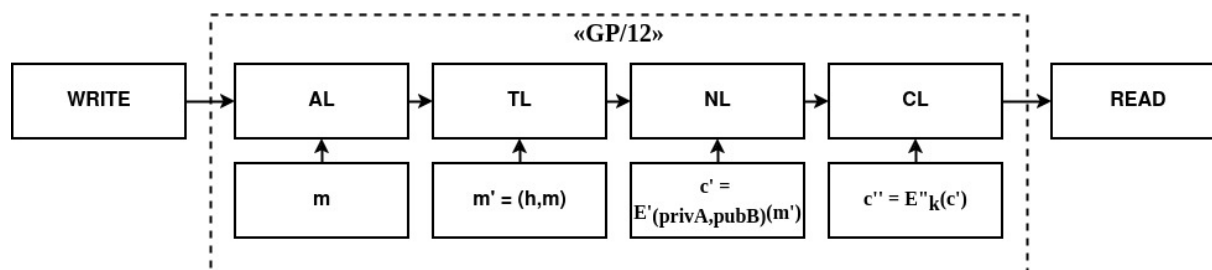 «GP/12»
WRITE
AL
TL
NL
CL
READ
m
m' = (h,m)
c' =
E'(privA,pubB)(m')
c'' = E"k(c')